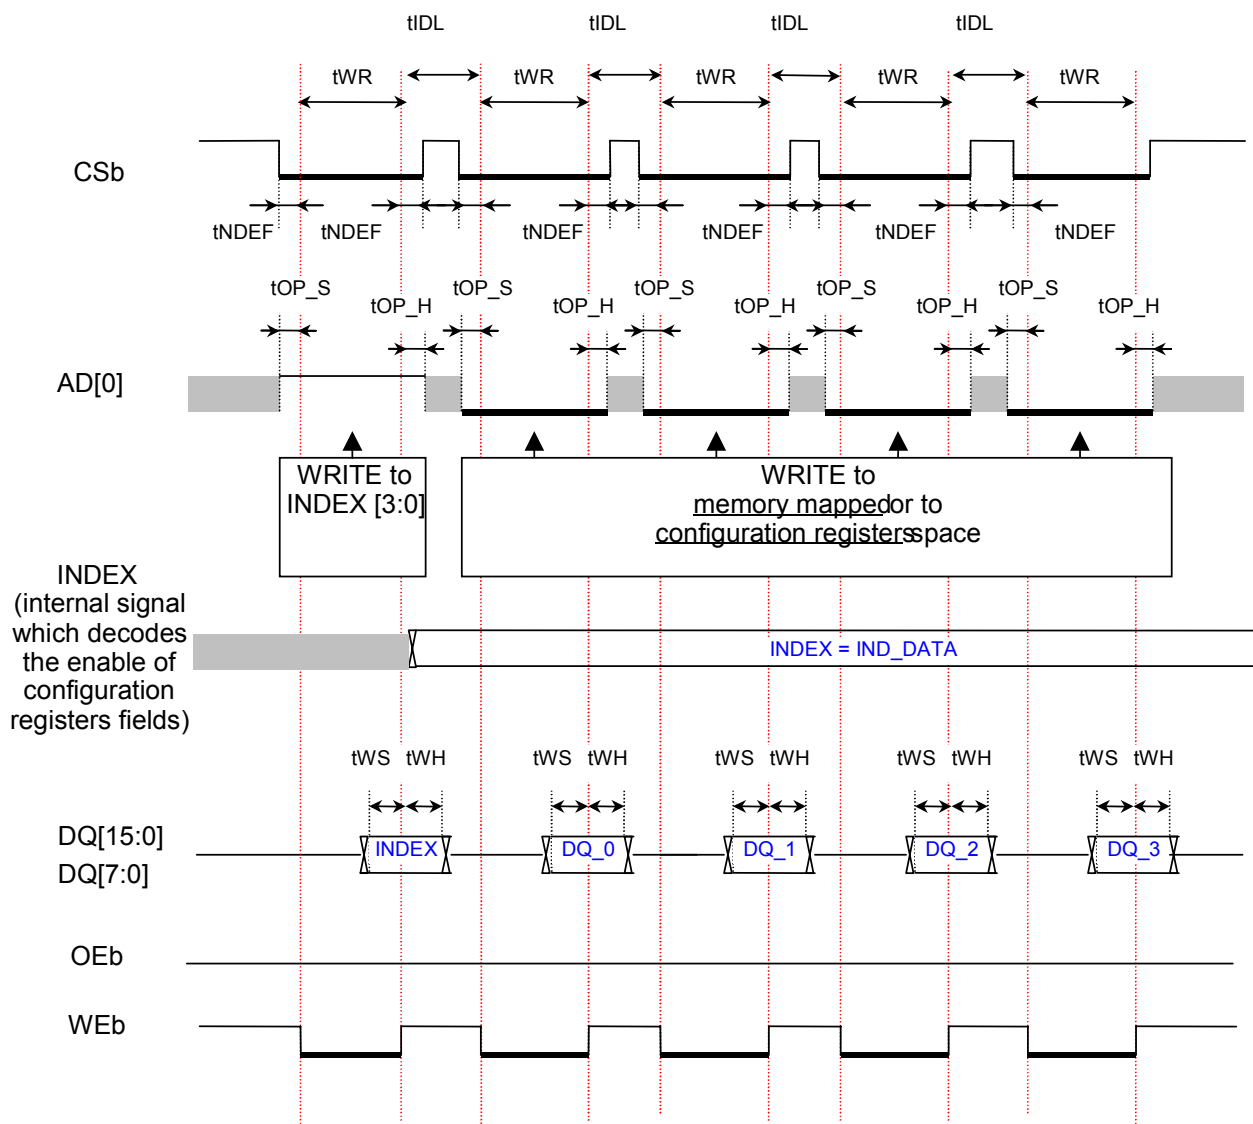 tIDL tIDL tIDL tIDL
tWR tWR tWR tWR tWR
CSb
tNDEF tNDEF tNDEF tNDEF tNDEF tNDEF
tOP_S tOP_S tOP_S tOP_S tOP_S
tOP_H tOP_H tOP_H tOP_H tOP_H
AD[0]
WRITE to
INDEX [3:0]
WRITE to
memory mappedor to
configuration registersspace
INDEX
(internal signal
which decodes
the enable of
configuration
registers fields)
INDEX = IND_DATA
tWS tWH tWS tWH tWS tWH tWS tWH tWS tWH
DQ[15:0]
DQ[7:0]
INDEX DQ_0 DQ_1 DQ_2 DQ_3
OEb
WEb